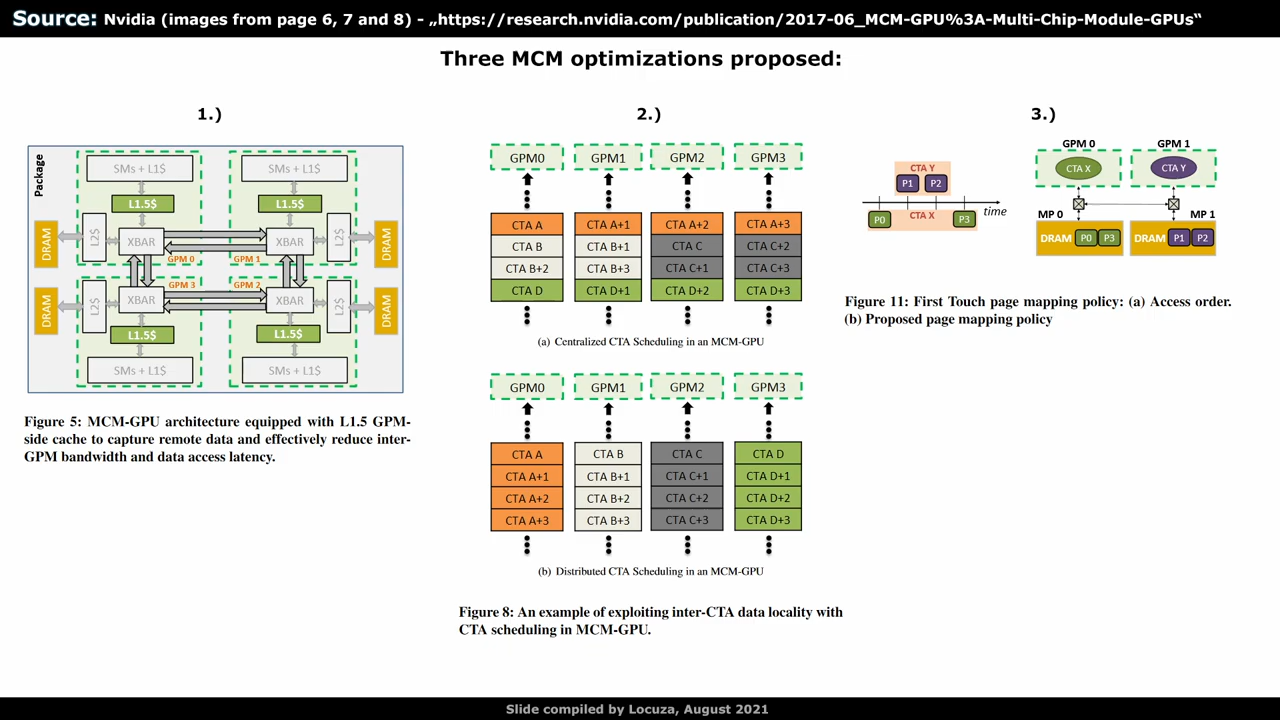 Source: Nvidia (images from page 6, 7 and 8) - „https://research.nvidia.com/publication/2017-06_MCM-GPU%3A-Multi-Chip-Module-GPUs“
Three MCM optimizations proposed:
1.)
Package
SMs + L1$
SMs + L1$
L1.5$
L1.5$
DRAM
L2$
XBAR
XBAR
L2$
DRAM
GPM 0
GPM 1
GPM 3
GPM 2
DRAM
L2$
XBAR
XBAR
L2$
DRAM
L1.5$
L1.5$
SMs + L1$
SMs + L1$
Figure 5: MCM-GPU architecture equipped with L1.5 GPM-
side cache to capture remote data and effectively reduce inter-
GPM bandwidth and data access latency.
2.)
GPM0 GPM1 GPM2 GPM3
CTA A CTA A+1 CTA A+2 CTA A+3
CTA B CTA B+1 CTA C CTA C+2
CTA B+2 CTA B+3 CTA C+1 CTA C+3
CTA D CTA D+1 CTA D+2 CTA D+3
(a) Centralized CTA Scheduling in an MCM-GPU
GPM0 GPM1 GPM2 GPM3
CTA A CTA B CTA C CTA D
CTA A+1 CTA B+1 CTA C+1 CTA D+1
CTA A+2 CTA B+2 CTA C+2 CTA D+2
CTA A+3 CTA B+3 CTA C+3 CTA D+3
(b) Distributed CTA Scheduling in an MCM-GPU
Figure 8: An example of exploiting inter-CTA data locality with
CTA scheduling in MCM-GPU.
3.)
CTA Y
P1 P2
P0 CTA X P3 time
GPM 0 GPM 1
CTA X CTA Y
MP 0 MP 1
DRAM P0 P3 DRAM P1 P2
Figure 11: First Touch page mapping policy: (a) Access order.
(b) Proposed page mapping policy
Slide compiled by Locuza, August 2021